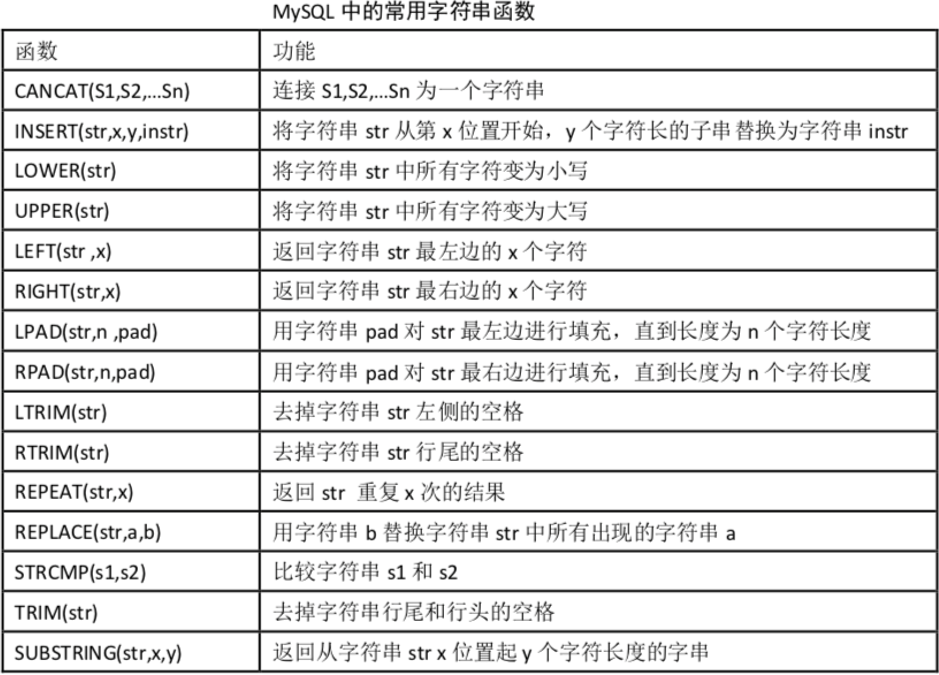 MySQL 中的常用字符串函数
函数 功能
CANCAT(S1,S2,...Sn) 连接 S1,S2,...Sn 为一个字符串
INSERT(str,x,y,instr) 将字符串 str 从第 x 位置开始，y 个字符长的子串替换为字符串 instr
LOWER(str) 将字符串 str 中所有字符变为小写
UPPER(str) 将字符串 str 中所有字符变为大写
LEFT(str ,x) 返回字符串 str 最左边的 x 个字符
RIGHT(str,x) 返回字符串 str 最右边的 x 个字符
LPAD(str,n ,pad) 用字符串 pad 对 str 最左边进行填充，直到长度为 n 个字符长度
RPAD(str,n,pad) 用字符串 pad 对 str 最右边进行填充，直到长度为 n 个字符长度
LTRIM(str) 去掉字符串 str 左侧的空格
RTRIM(str) 去掉字符串 str 行尾的空格
REPEAT(str,x) 返回 str 重复 x 次的结果
REPLACE(str,a,b) 用字符串 b 替换字符串 str 中所有出现的字符串 a
STRCMP(s1,s2) 比较字符串 s1 和 s2
TRIM(str) 去掉字符串行尾和行头的空格
SUBSTRING(str,x,y) 返回从字符串 str x 位置起 y 个字符长度的字串